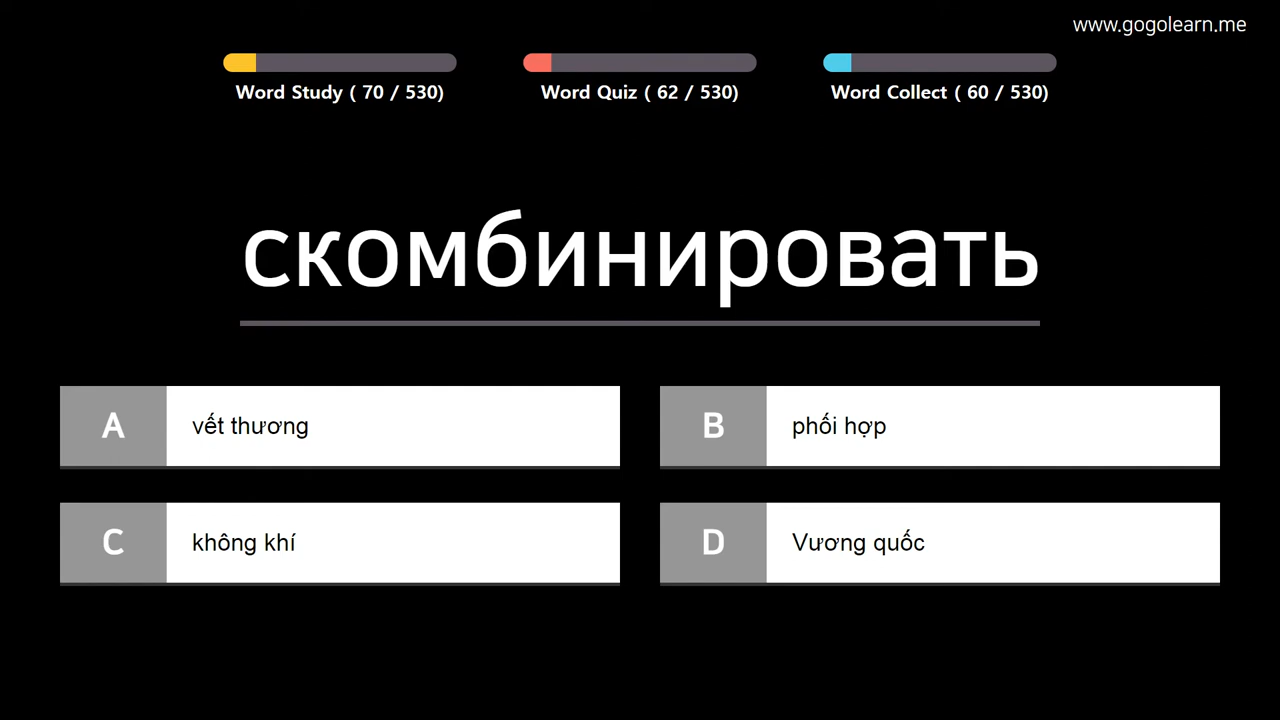 www.gogolearn.me
Word Study ( 70 / 530)
Word Quiz ( 62 / 530)
Word Collect ( 60 / 530)
скомбинировать
A
vết thương
B
phối hợp
C
không khí
D
Vương quốc